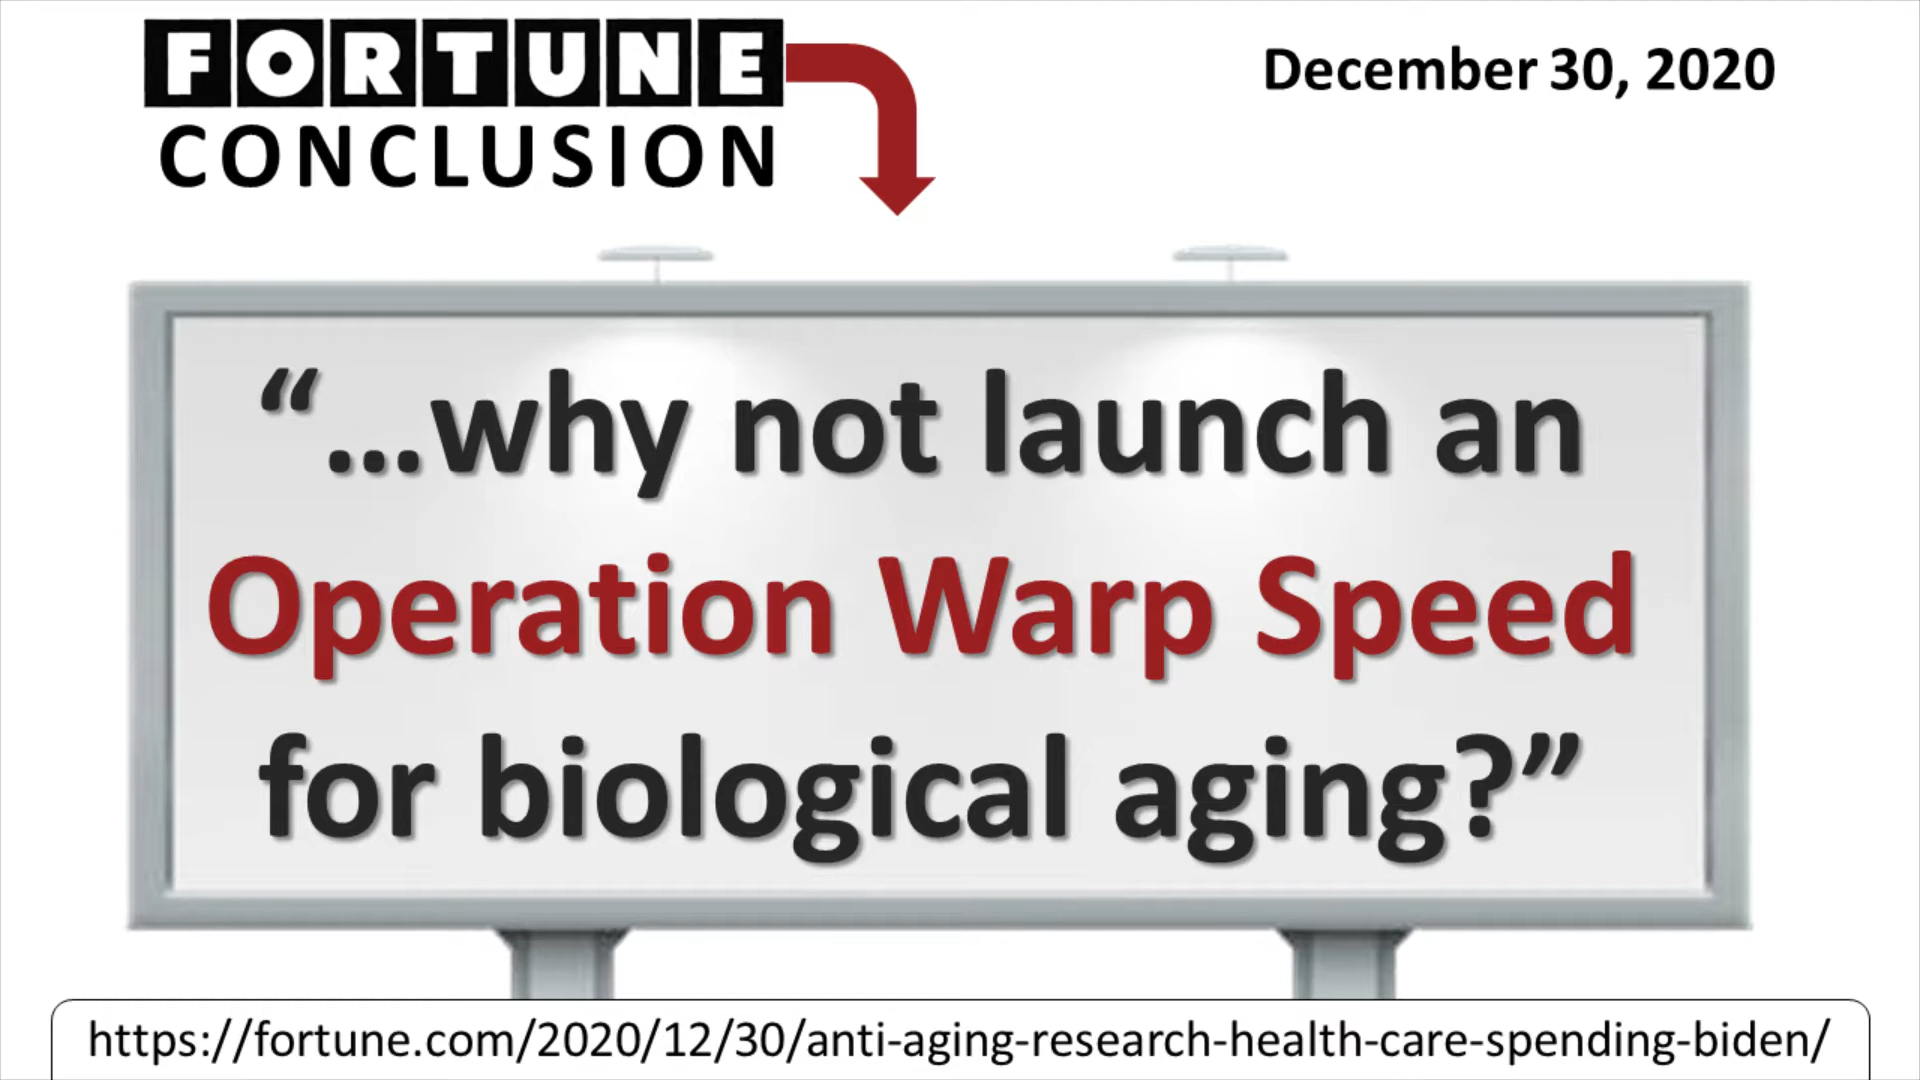 FORTUNE
CONCLUSION
December 30, 2020
“...why not launch an
Operation Warp Speed
for biological aging?”
https://fortune.com/2020/12/30/anti-aging-research-health-care-spending-biden/